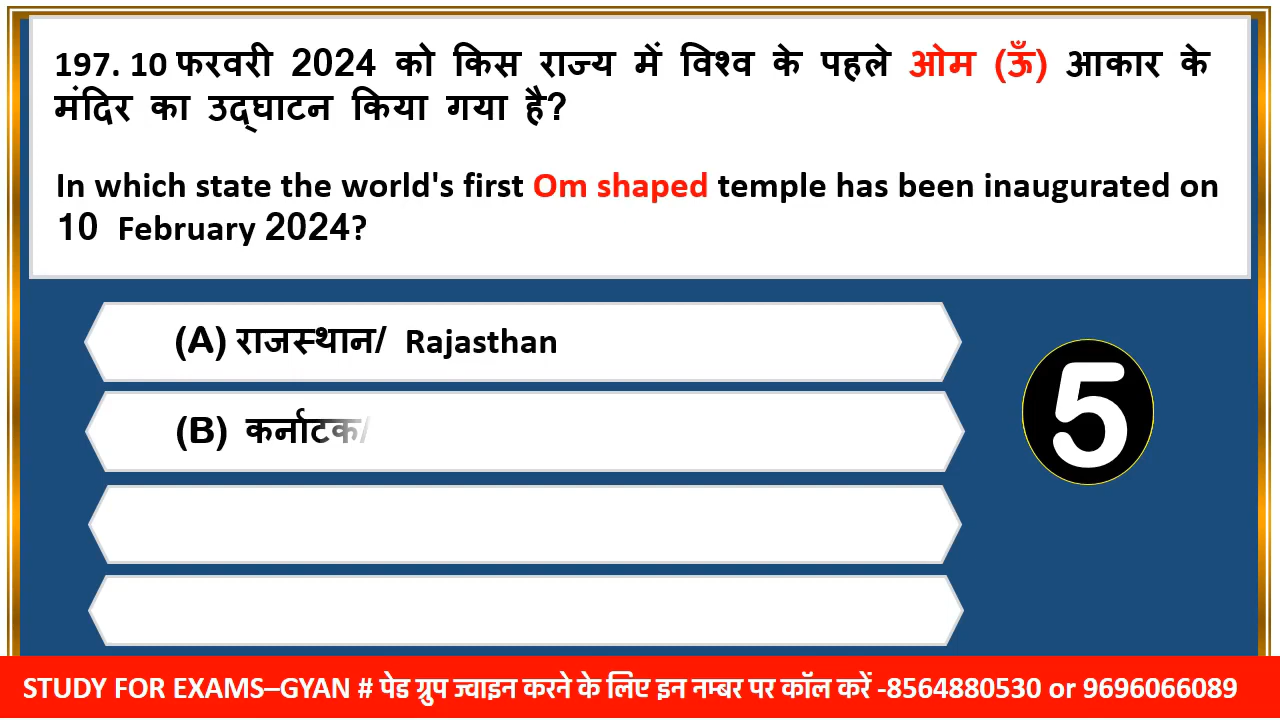 197. 10 फरवरी 2024 को किस राज्य में विश्व के पहले ओम (ऊँ) आकार के
मंदिर का उद्घाटन किया गया है?
In which state the world's first Om shaped temple has been inaugurated on
10 February 2024?
(A) राजस्थान/ Rajasthan
(B) कर्नाटक/
5
STUDY FOR EXAMS–GYAN # पेड ग्रुप ज्वाइन करने के लिए इन नम्बर पर कॉल करें -8564880530 or 9696066089